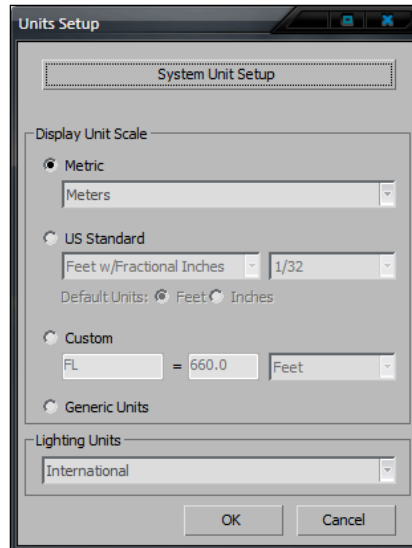 Units Setup
System Unit Setup
Display Unit Scale
Metric
Meters
US Standard
Feet w/Fractional Inches 1/32
Default Units: Feet Inches
Custom
FL = 660.0 Feet
Generic Units
Lighting Units
International
OK Cancel